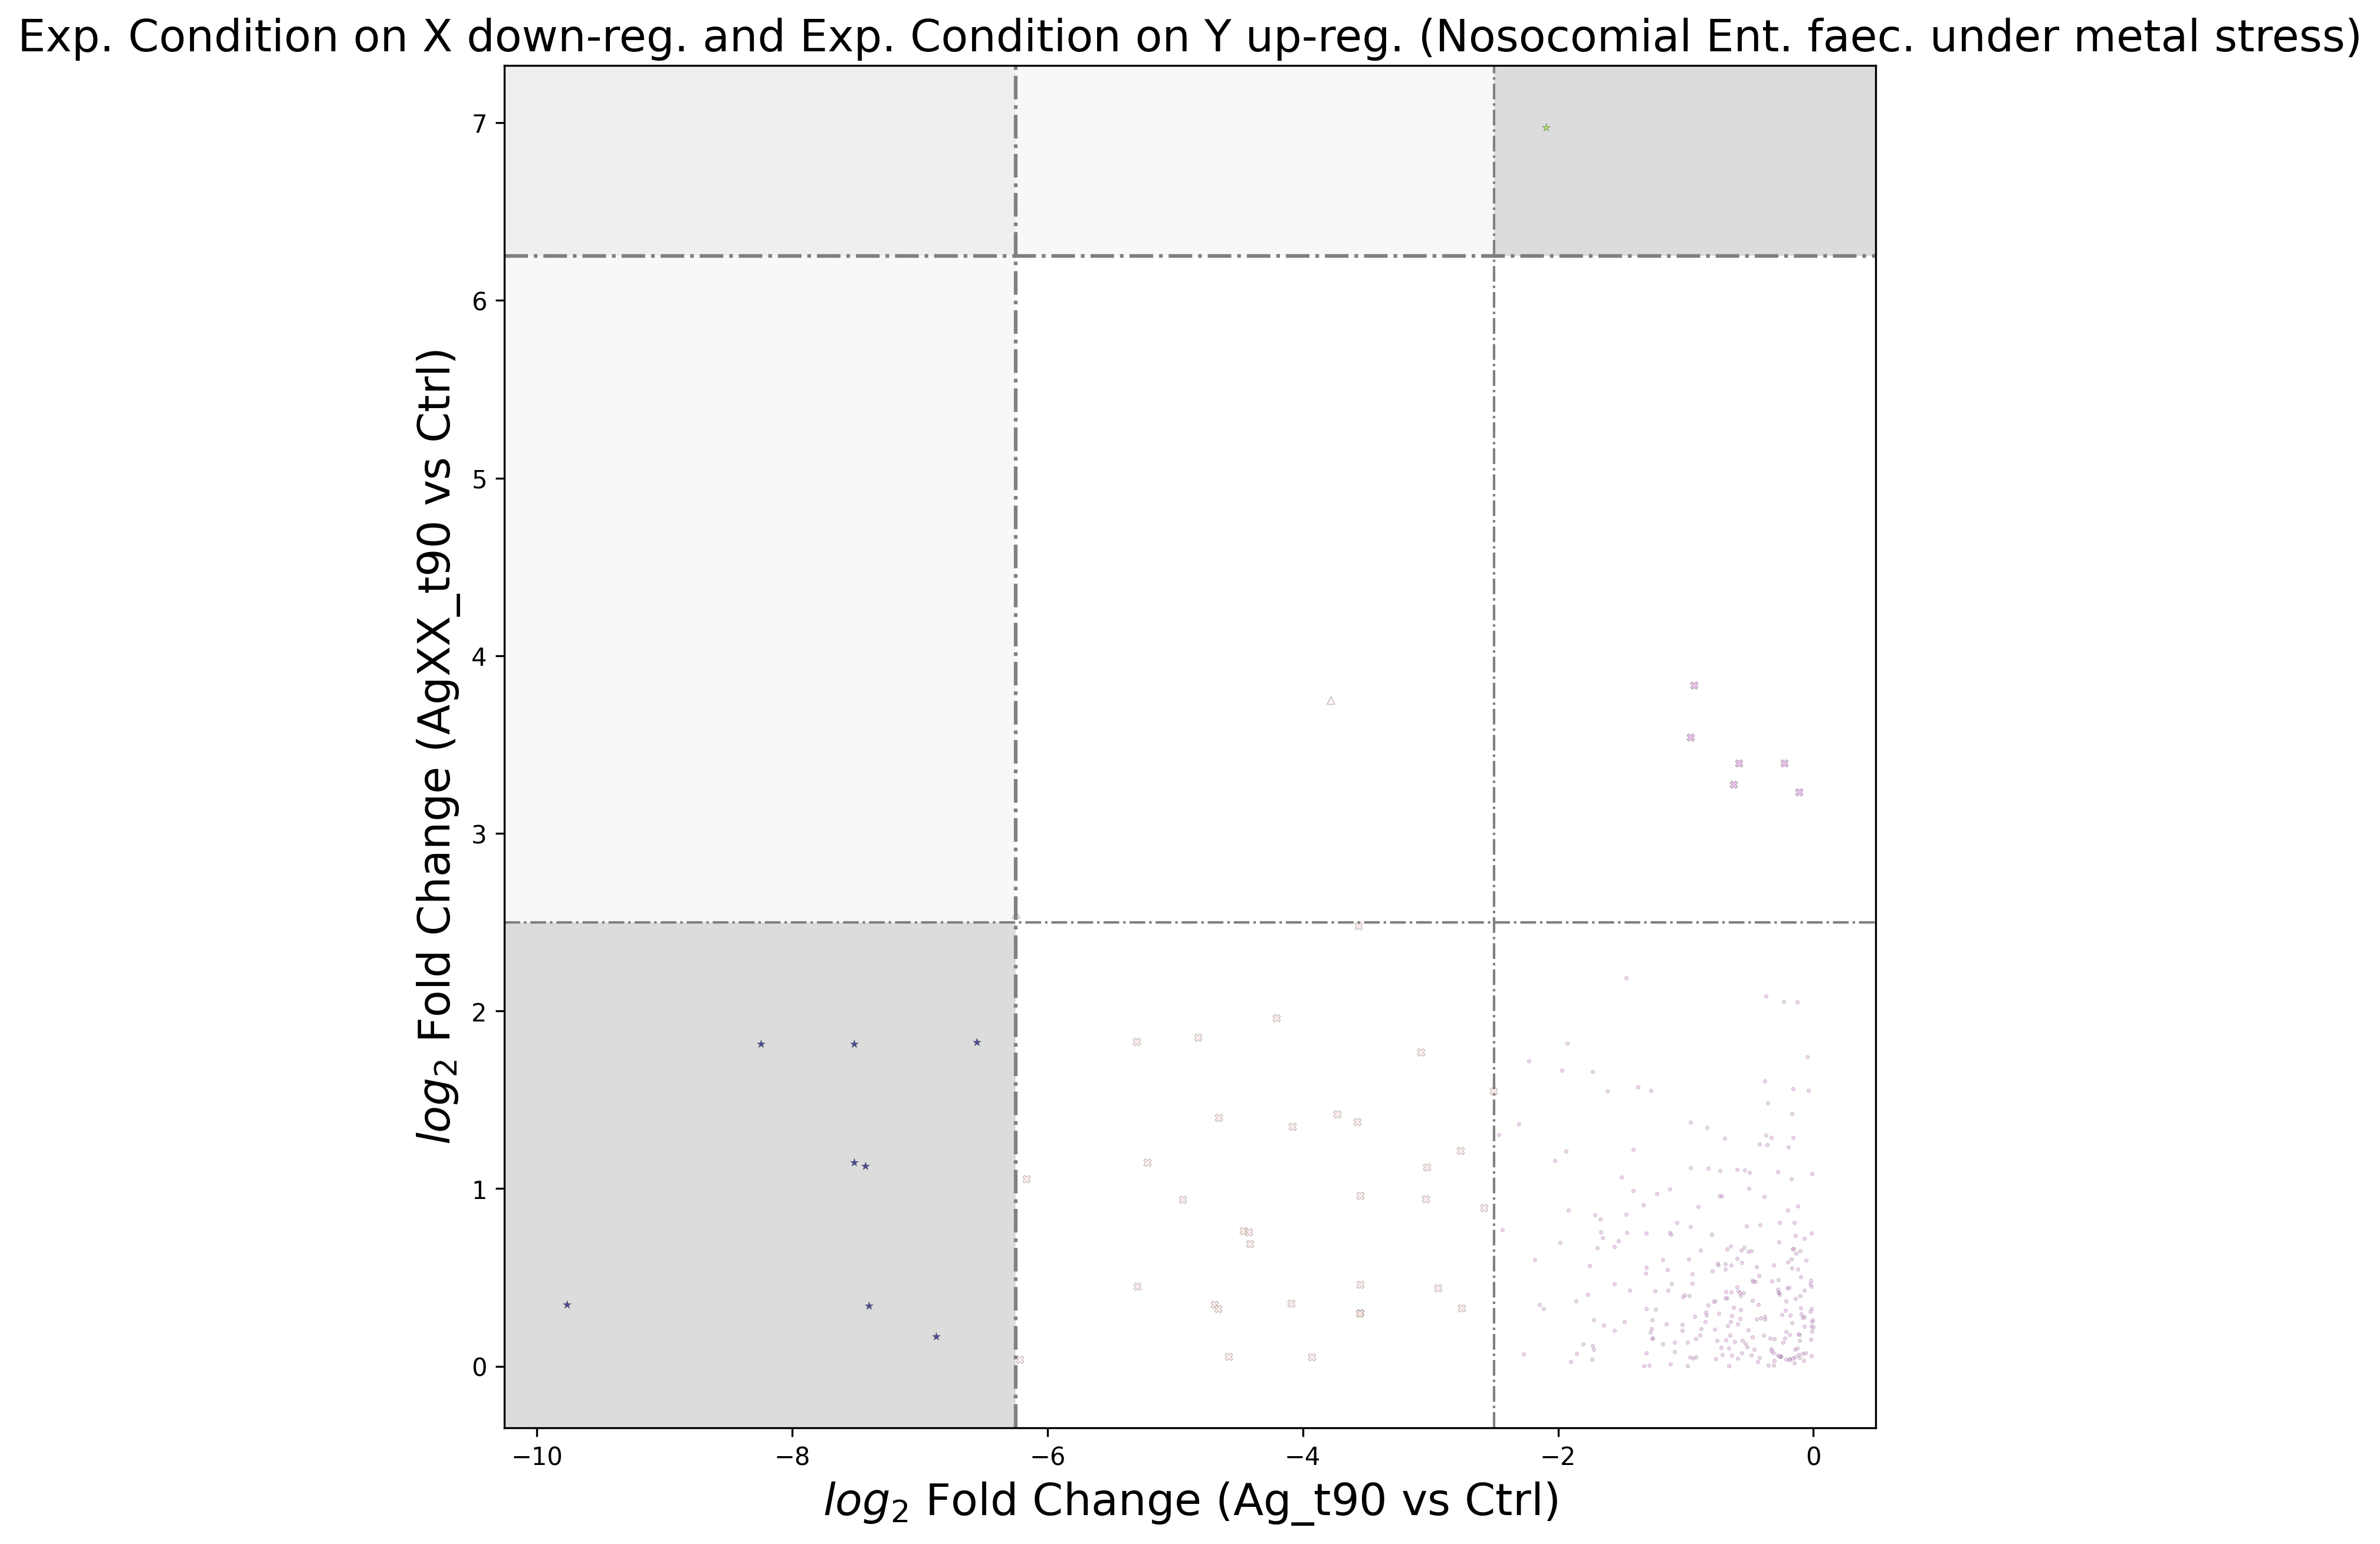 Exp. Condition on X down-reg. and Exp. Condition on Y up-reg. (Nosocomial Ent. faec. under metal stress)
log2 Fold Change (AgXX_t90 vs Ctrl)
7
6
5
4
3
2
1
0
−10 −8 −6 −4 −2 0
log2 Fold Change (Ag_t90 vs Ctrl)